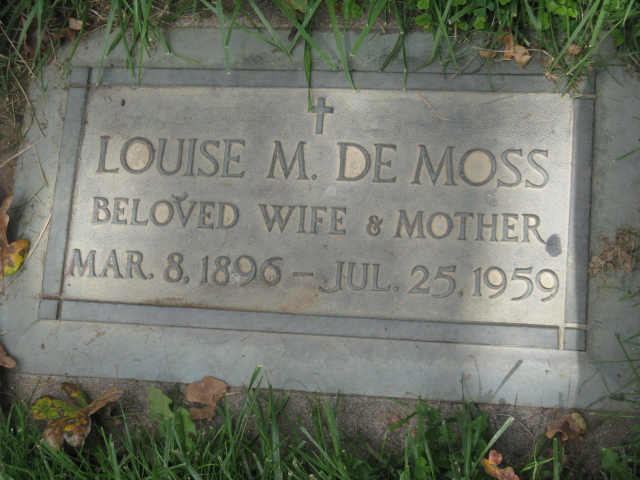 LOUISE M. DE MOSS
BELOVED WIFE & MOTHER
MAR. 8, 1896 – JUL. 25, 1959